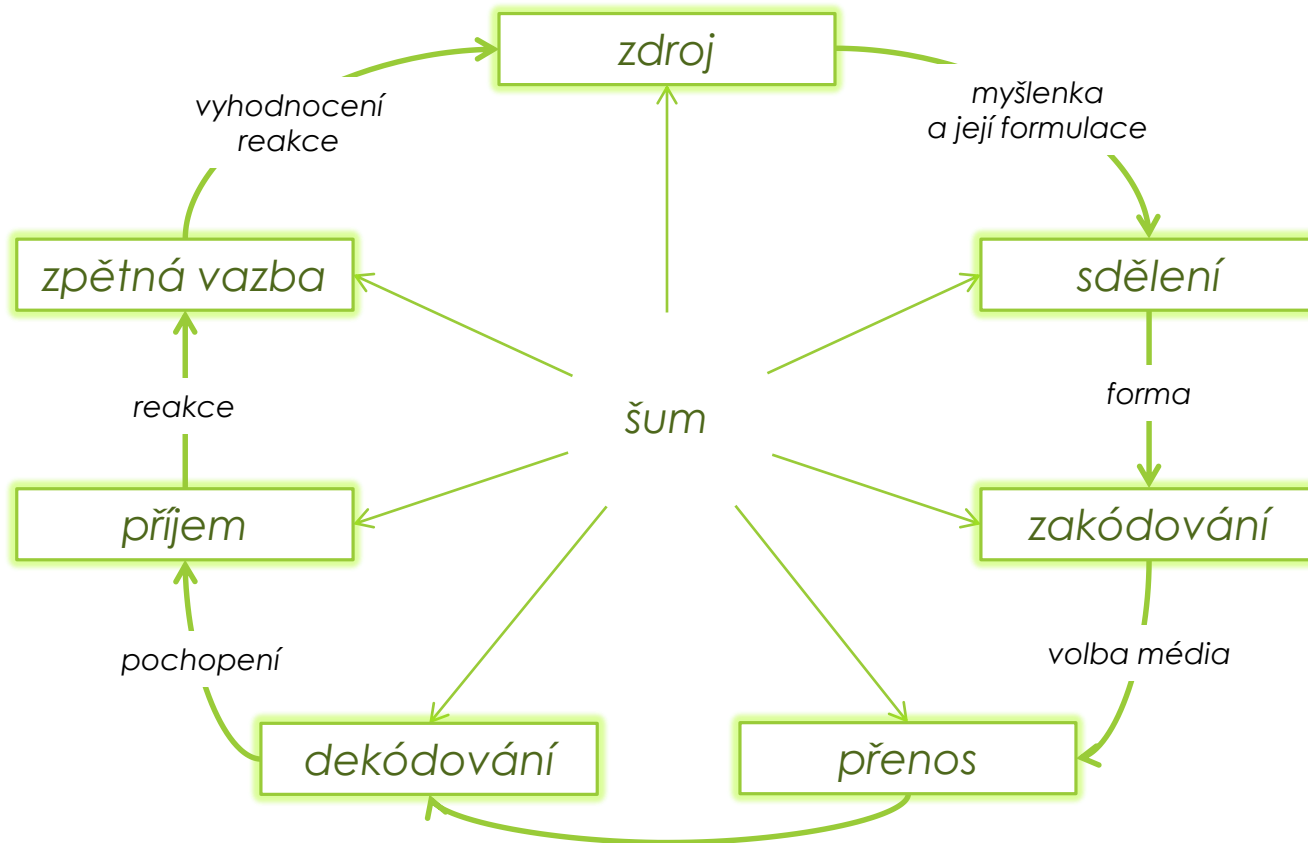 zdroj
vyhodnocení
reakce
myšlenka
a její formulace
zpětná vazba
sdělení
reakce
šum
forma
příjem
zakódování
pochopení
volba média
dekódování
přenos